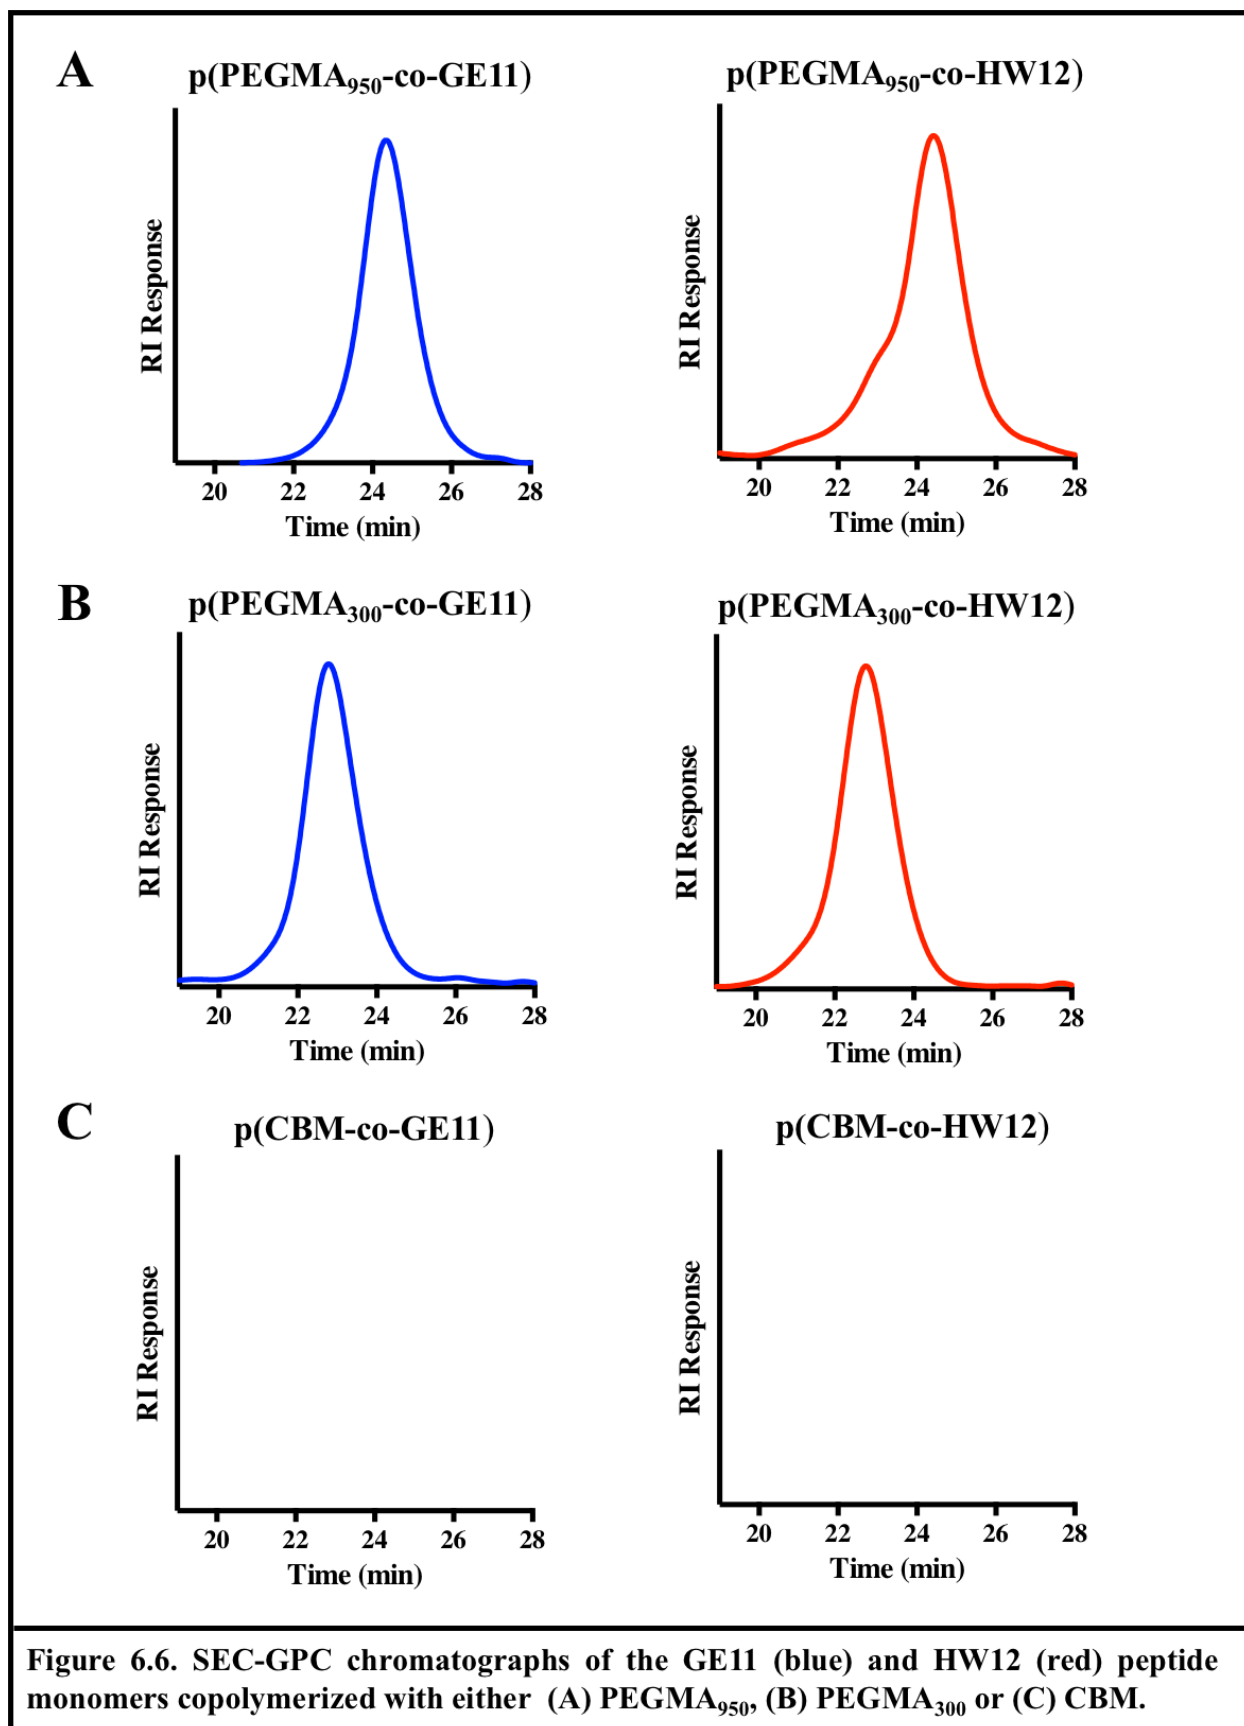 A
p(PEGMA₉₅₀-co-GE11)
RI Response
20 22 24 26 28
Time (min)
p(PEGMA₉₅₀-co-HW12)
RI Response
20 22 24 26 28
Time (min)
B
p(PEGMA₃₀₀-co-GE11)
RI Response
20 22 24 26 28
Time (min)
p(PEGMA₃₀₀-co-HW12)
RI Response
20 22 24 26 28
Time (min)
C
p(CBM-co-GE11)
RI Response
20 22 24 26 28
Time (min)
p(CBM-co-HW12)
RI Response
20 22 24 26 28
Time (min)
Figure 6.6. SEC-GPC chromatographs of the GE11 (blue) and HW12 (red) peptide
monomers copolymerized with either (A) PEGMA₉₅₀, (B) PEGMA₃₀₀ or (C) CBM.